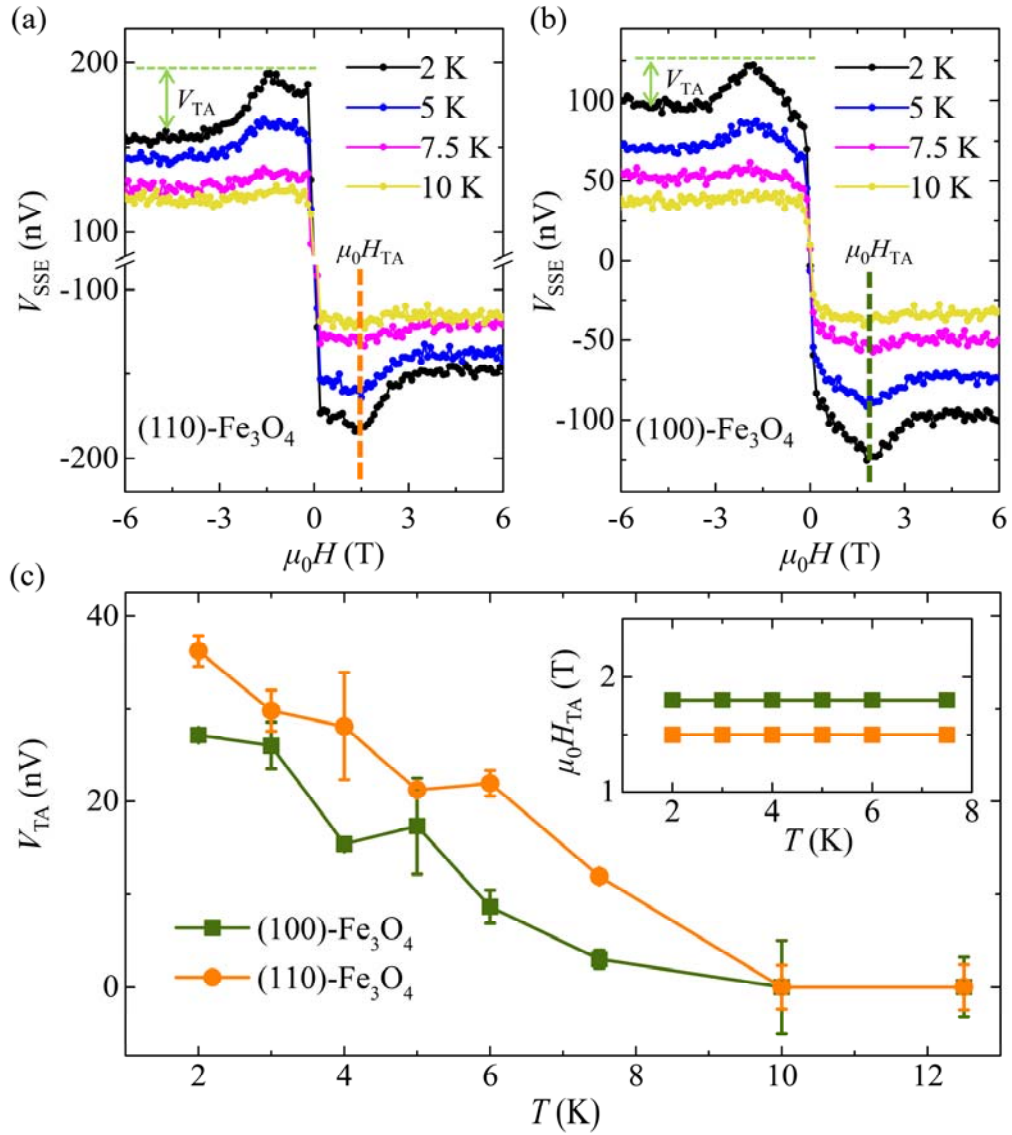 (a)
200
100
-100
-200
V_SSE (nV)
V_TA
2 K
5 K
7.5 K
10 K
μ₀H_TA
(110)-Fe₃O₄
-6
-3
0
3
6
μ₀H (T)
(b)
100
50
0
-50
-100
V_SSE (nV)
V_TA
2 K
5 K
7.5 K
10 K
μ₀H_TA
(100)-Fe₃O₄
-6
-3
0
3
6
μ₀H (T)
(c)
40
20
0
V_TA (nV)
(100)-Fe₃O₄
(110)-Fe₃O₄
2
4
6
8
10
12
T (K)
2
1
μ₀H_TA (T)
2
4
6
8
T (K)